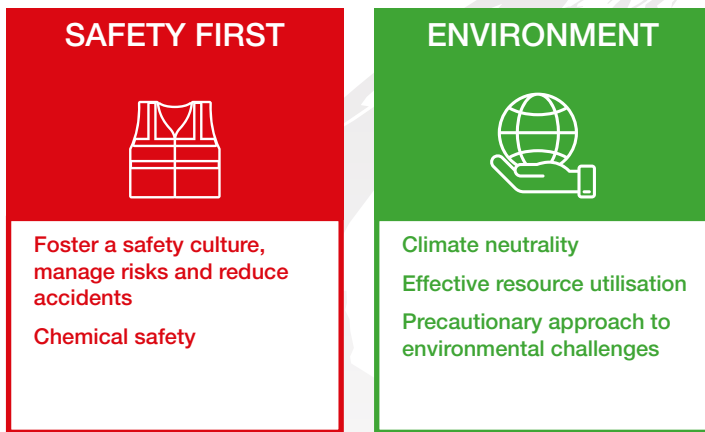 SAFETY FIRST
Foster a safety culture,
manage risks and reduce
accidents
Chemical safety
ENVIRONMENT
Climate neutrality
Effective resource utilisation
Precautionary approach to
environmental challenges